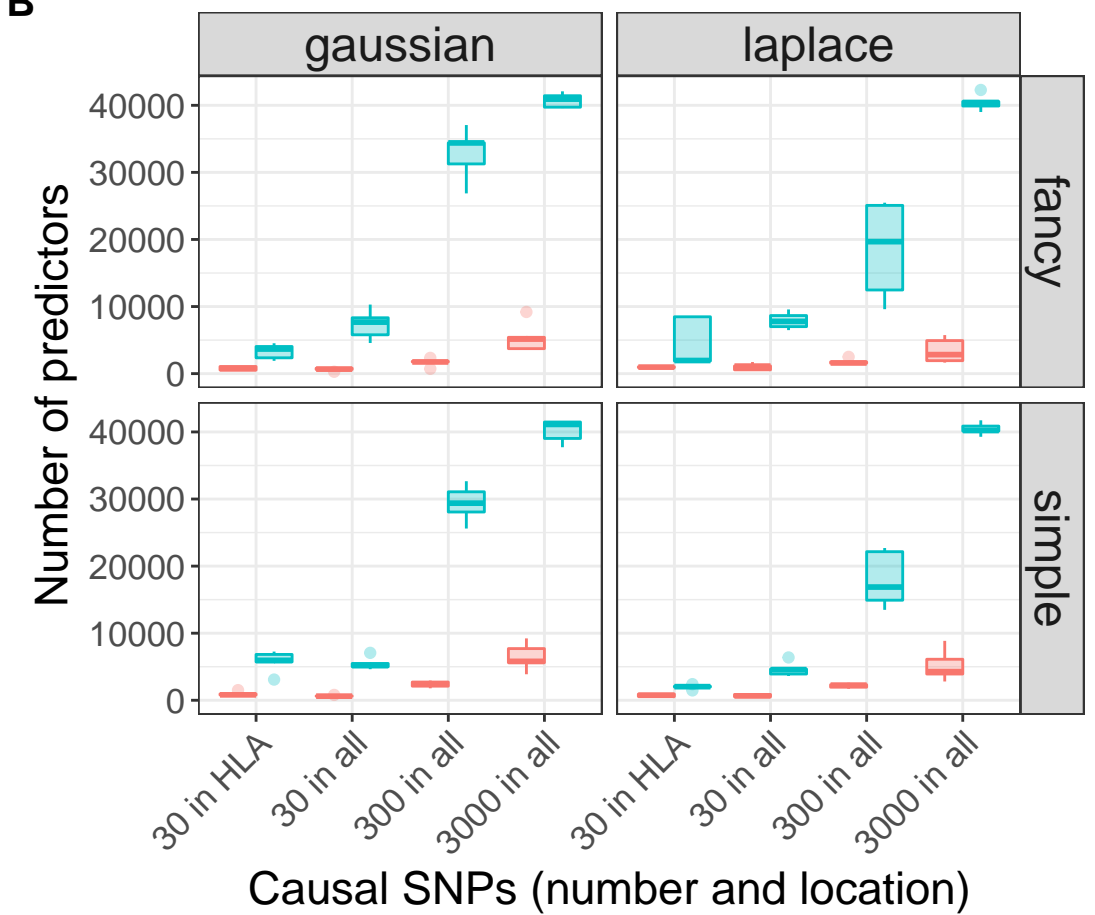 B
gaussian laplace
Number of predictors
40000
30000
20000
10000
0
fancy
40000
30000
20000
10000
0
simple
30 in HLA 30 in all 300 in all 3000 in all 30 in HLA 30 in all 300 in all 3000 in all
Causal SNPs (number and location)